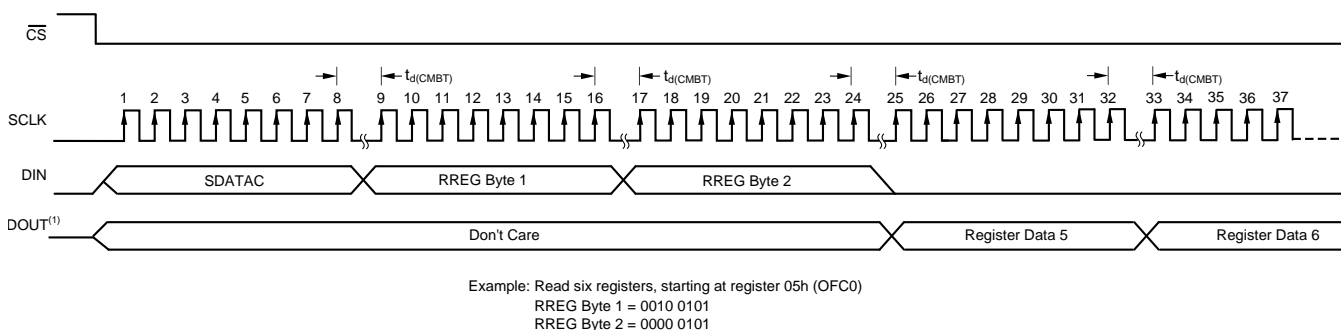 CS
t_d(CMBT) t_d(CMBT) t_d(CMBT) t_d(CMBT)
1 2 3 4 5 6 7 8 9 10 11 12 13 14 15 16 17 18 19 20 21 22 23 24 25 26 27 28 29 30 31 32 33 34 35 36 37
SCLK
DIN SDATAC RREG Byte 1 RREG Byte 2
DOUT(1) Don't Care Register Data 5 Register Data 6
Example: Read six registers, starting at register 05h (OFC0)
RREG Byte 1 = 0010 0101
RREG Byte 2 = 0000 0101